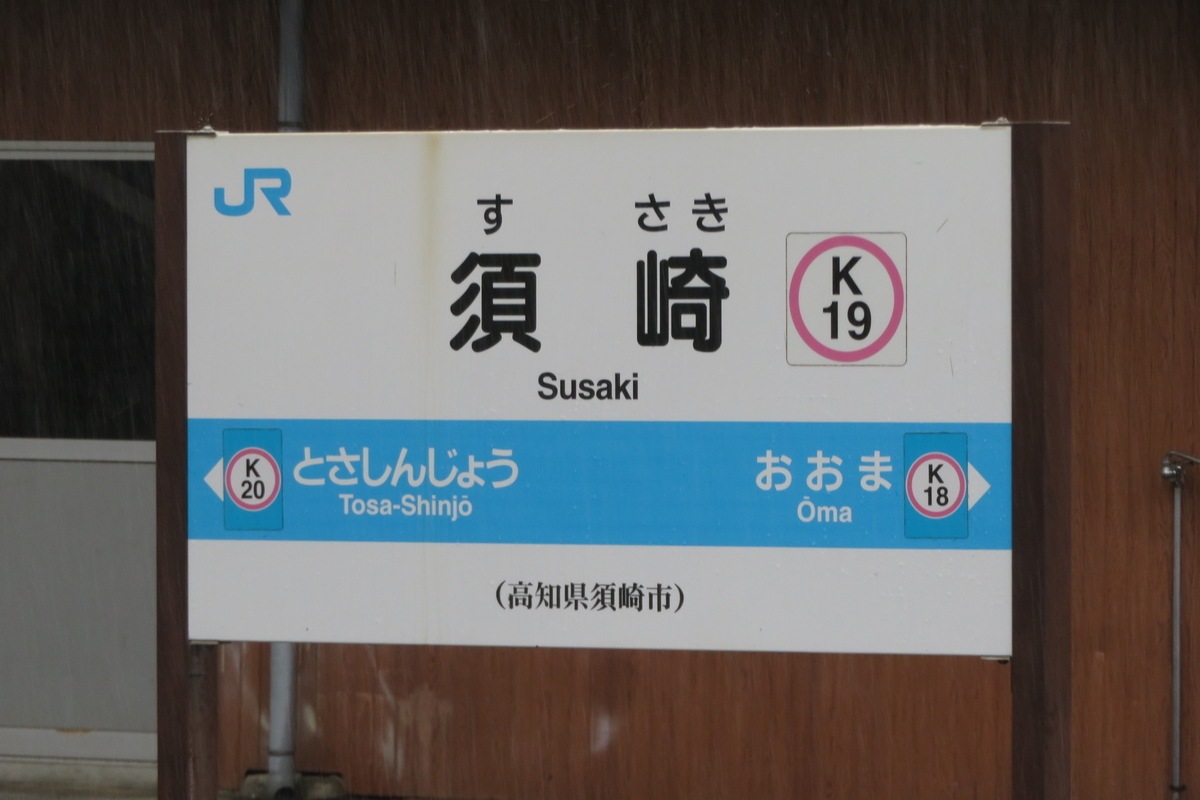 JR
す さき
須 崎
K
19
Susaki
K
20
とさしんじょう
Tosa-Shinjō
おおま
Ōma
K
18
(高知県須崎市)